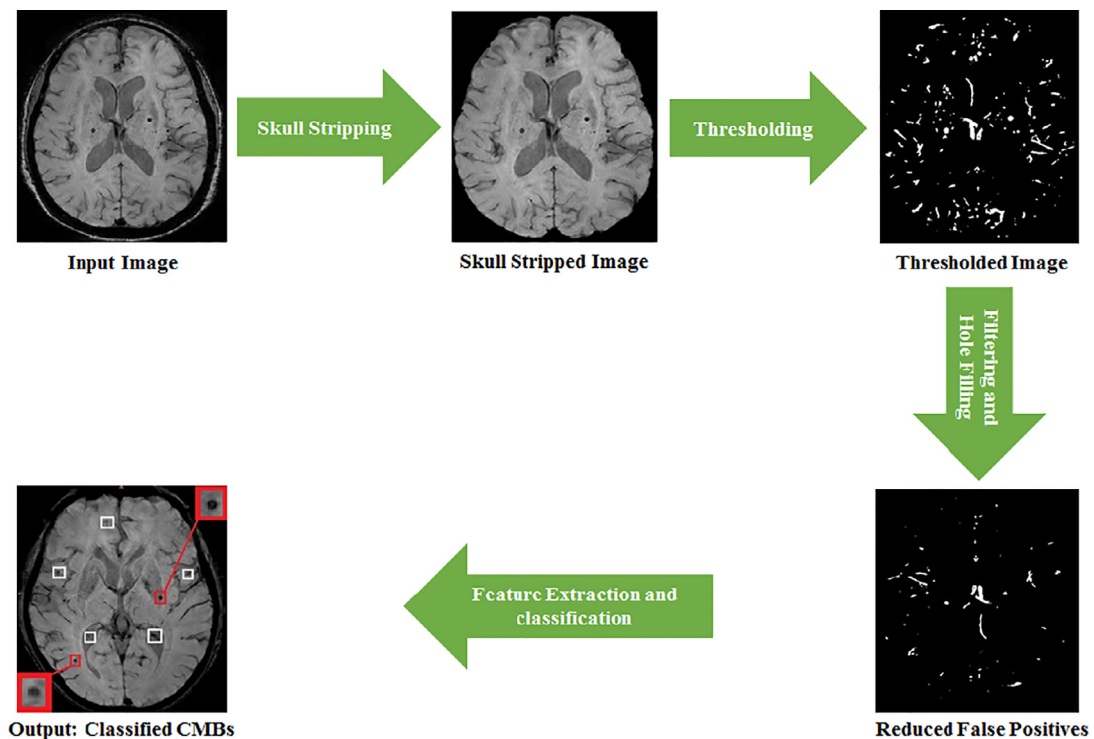 Skull Stripping
Thresholding
Input Image
Skull Stripped Image
Thresholded Image
Filtering and
Hole Filling
Feature Extraction and
classification
Output: Classified CMBs
Reduced False Positives